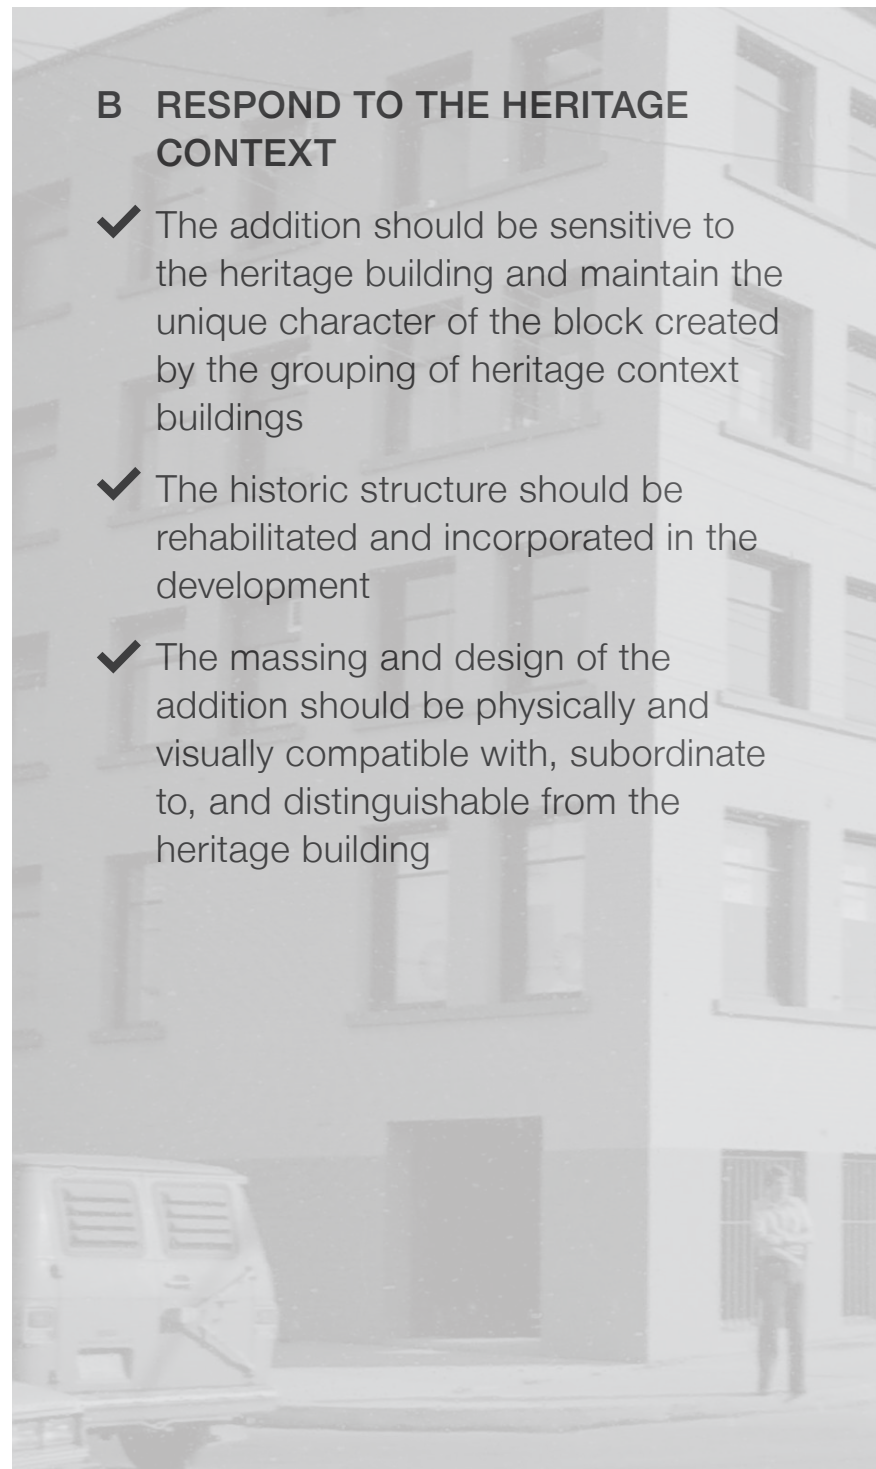 B RESPOND TO THE HERITAGE
CONTEXT
The addition should be sensitive to
the heritage building and maintain the
unique character of the block created
by the grouping of heritage context
buildings
The historic structure should be
rehabilitated and incorporated in the
development
The massing and design of the
addition should be physically and
visually compatible with, subordinate
to, and distinguishable from the
heritage building